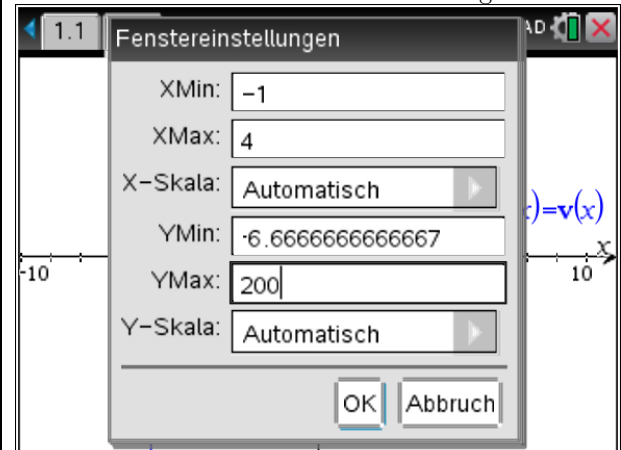 1.1
AD
Fenstereinstellungen
XMin: −1
XMax: 4
X−Skala: Automatisch
YMin: -6.6666666666667
YMax: 200
Y−Skala: Automatisch
OK Abbruch
)=v(x)
x
-10
10